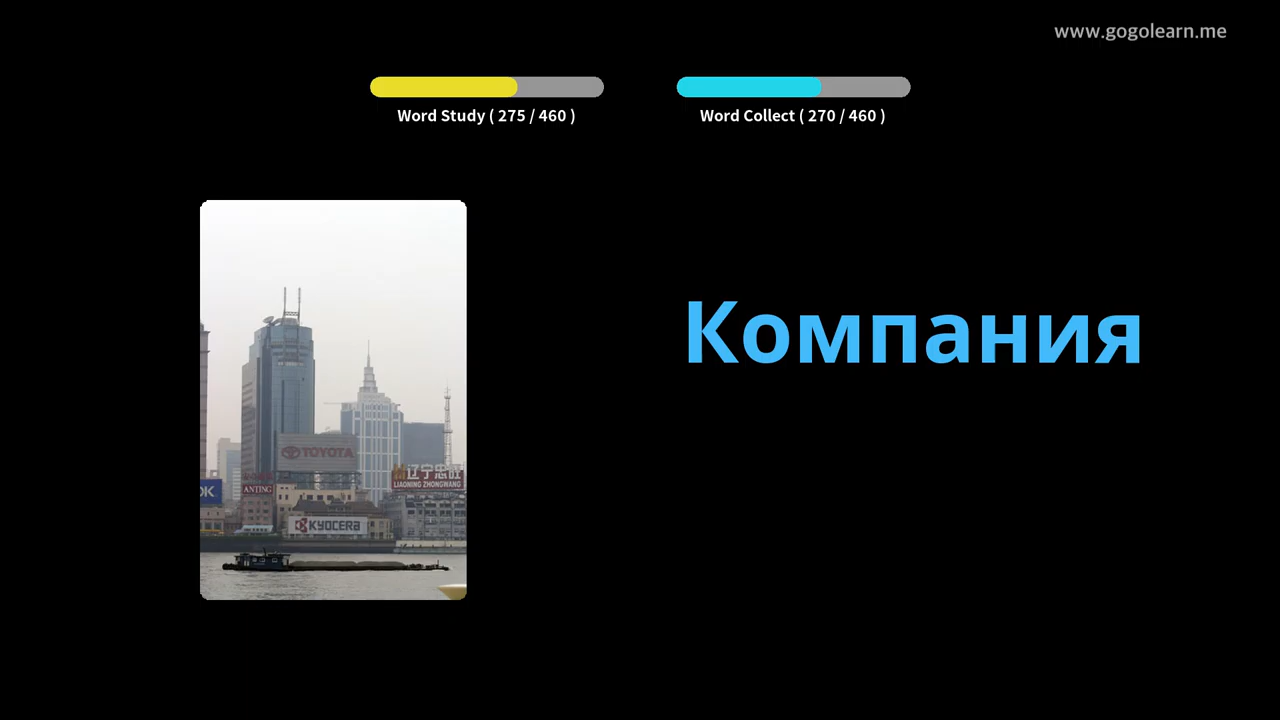 www.gogolearn.me
Word Study ( 275 / 460 )
Word Collect ( 270 / 460 )
Компания
TOYOTA
辽宁忠旺
LIAONING ZHONGWANG
OK
ANTING
KYOCERA